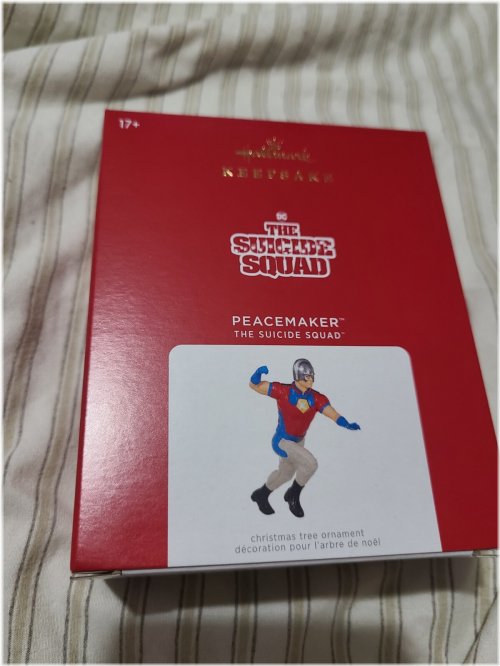 17+
Hallmark
KEEPSAKE
DC
THE
SUICIDE
SQUAD
PEACEMAKER™
THE SUICIDE SQUAD™
christmas tree ornament
décoration pour l'arbre de noël